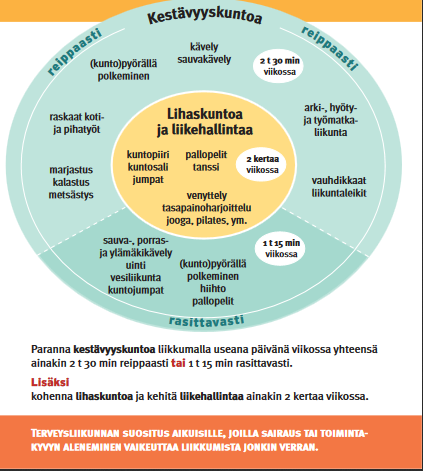 Kestävyyskuntoa
reippaasti
reippaasti
kävely
sauvakävely
2 t 30 min
viikossa
(kunto)pyörällä
polkeminen
raskaat koti-
ja pihatyöt
marjastus
kalastus
metsästys
arki-, hyöty-
ja työmatka-
liikunta
vauhdikkaat
liikuntaleikit
Lihaskuntoa
ja liikehallintaa
kuntopiiri
kuntosali
jumpat
pallopelit
tanssi
2 kertaa
viikossa
venyttely
tasapainoharjoittelu
jooga, pilates, ym.
sauva-, porras-
ja ylämäkikävely
uinti
vesiliikunta
kuntojumpat
(kunto)pyörällä
polkeminen
hiihto
pallopelit
1 t 15 min
viikossa
rasittavasti
Paranna kestävyyskuntoa liikkumalla useana päivänä viikossa yhteensä
ainakin 2 t 30 min reippaasti tai 1 t 15 min rasittavasti.
Lisäksi
kohenna lihaskuntoa ja kehitä liikehallintaa ainakin 2 kertaa viikossa.
Terveysliikunnan suositus aikuisille, joilla sairaus tai toiminta-
kyvyn aleneminen vaikeuttaa liikkumista jonkin verran.